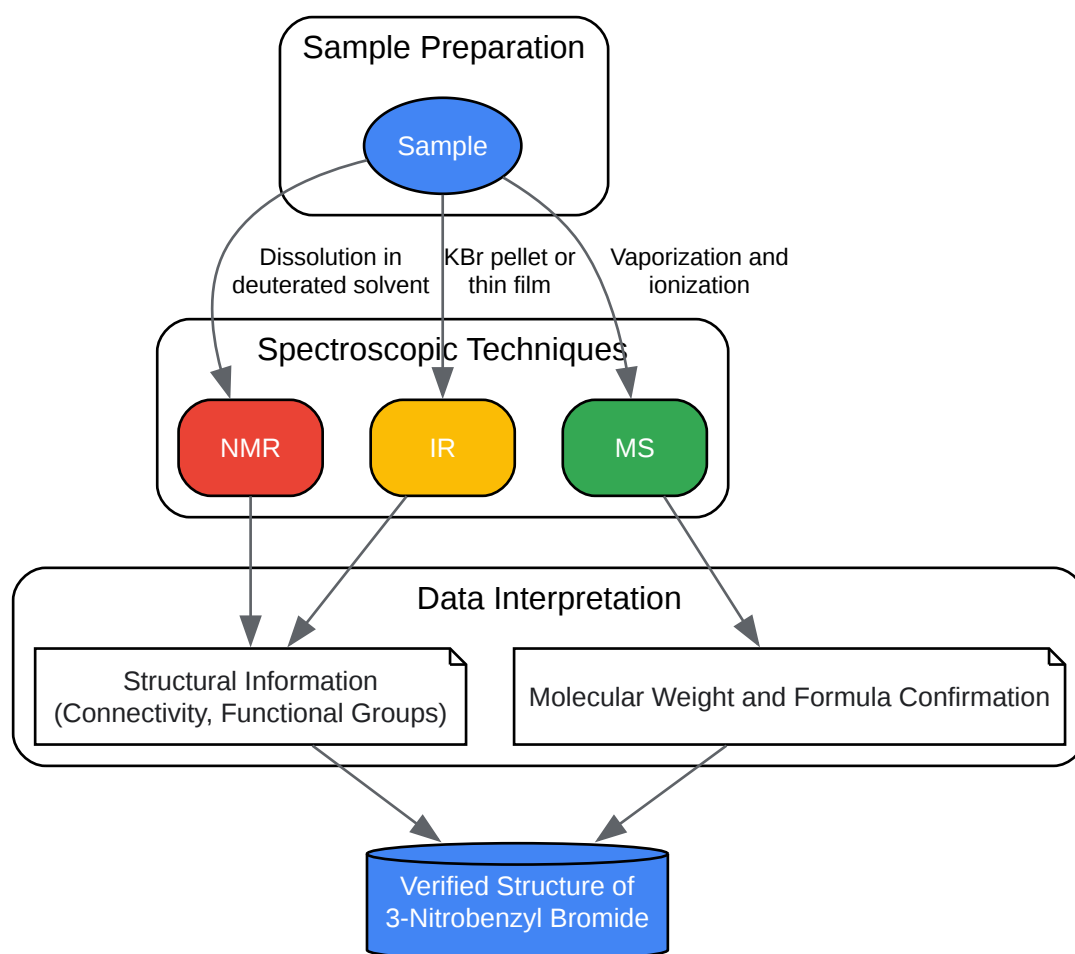 Sample Preparation
Sample
Dissolution in
deuterated solvent
KBr pellet or
thin film
Vaporization and
ionization
Spectroscopic Techniques
NMR
IR
MS
Data Interpretation
Structural Information
(Connectivity, Functional Groups)
Molecular Weight and Formula Confirmation
Verified Structure of
3-Nitrobenzyl Bromide